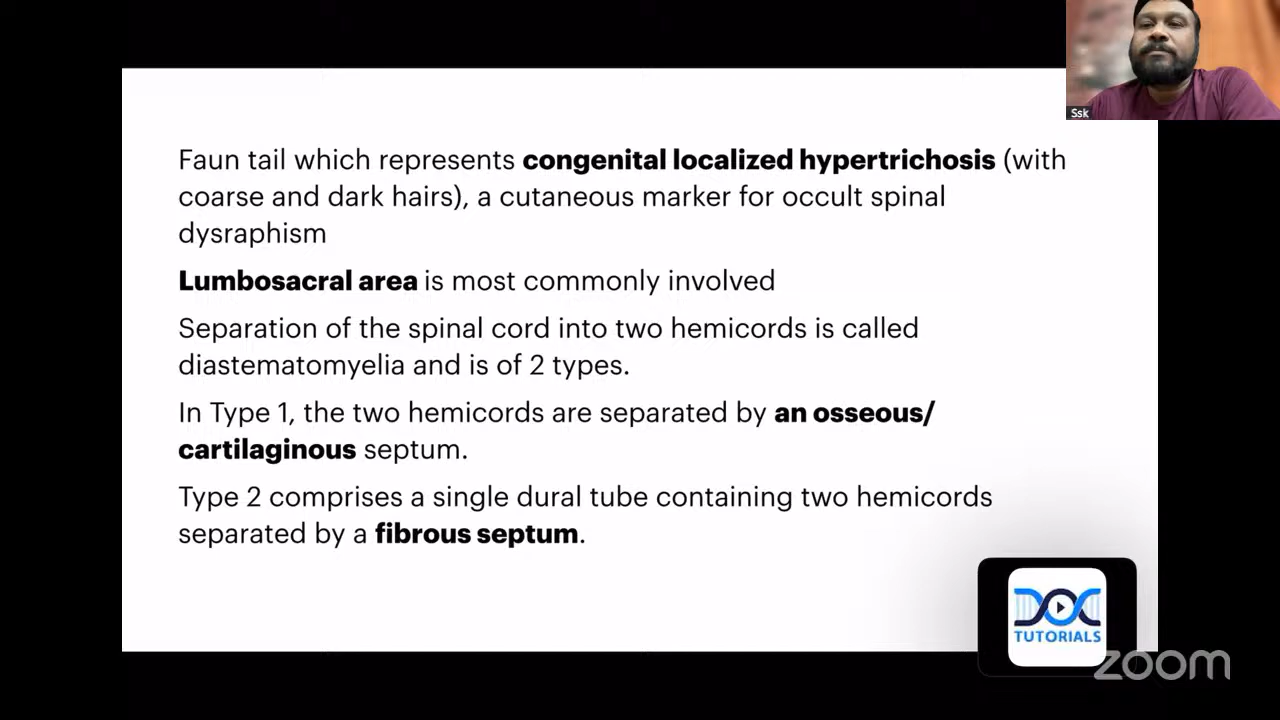 Ssk
Faun tail which represents congenital localized hypertrichosis (with
coarse and dark hairs), a cutaneous marker for occult spinal
dysraphism
Lumbosacral area is most commonly involved
Separation of the spinal cord into two hemicords is called
diastematomyelia and is of 2 types.
In Type 1, the two hemicords are separated by an osseous/
cartilaginous septum.
Type 2 comprises a single dural tube containing two hemicords
separated by a fibrous septum.
DOC
TUTORIALS
zoom